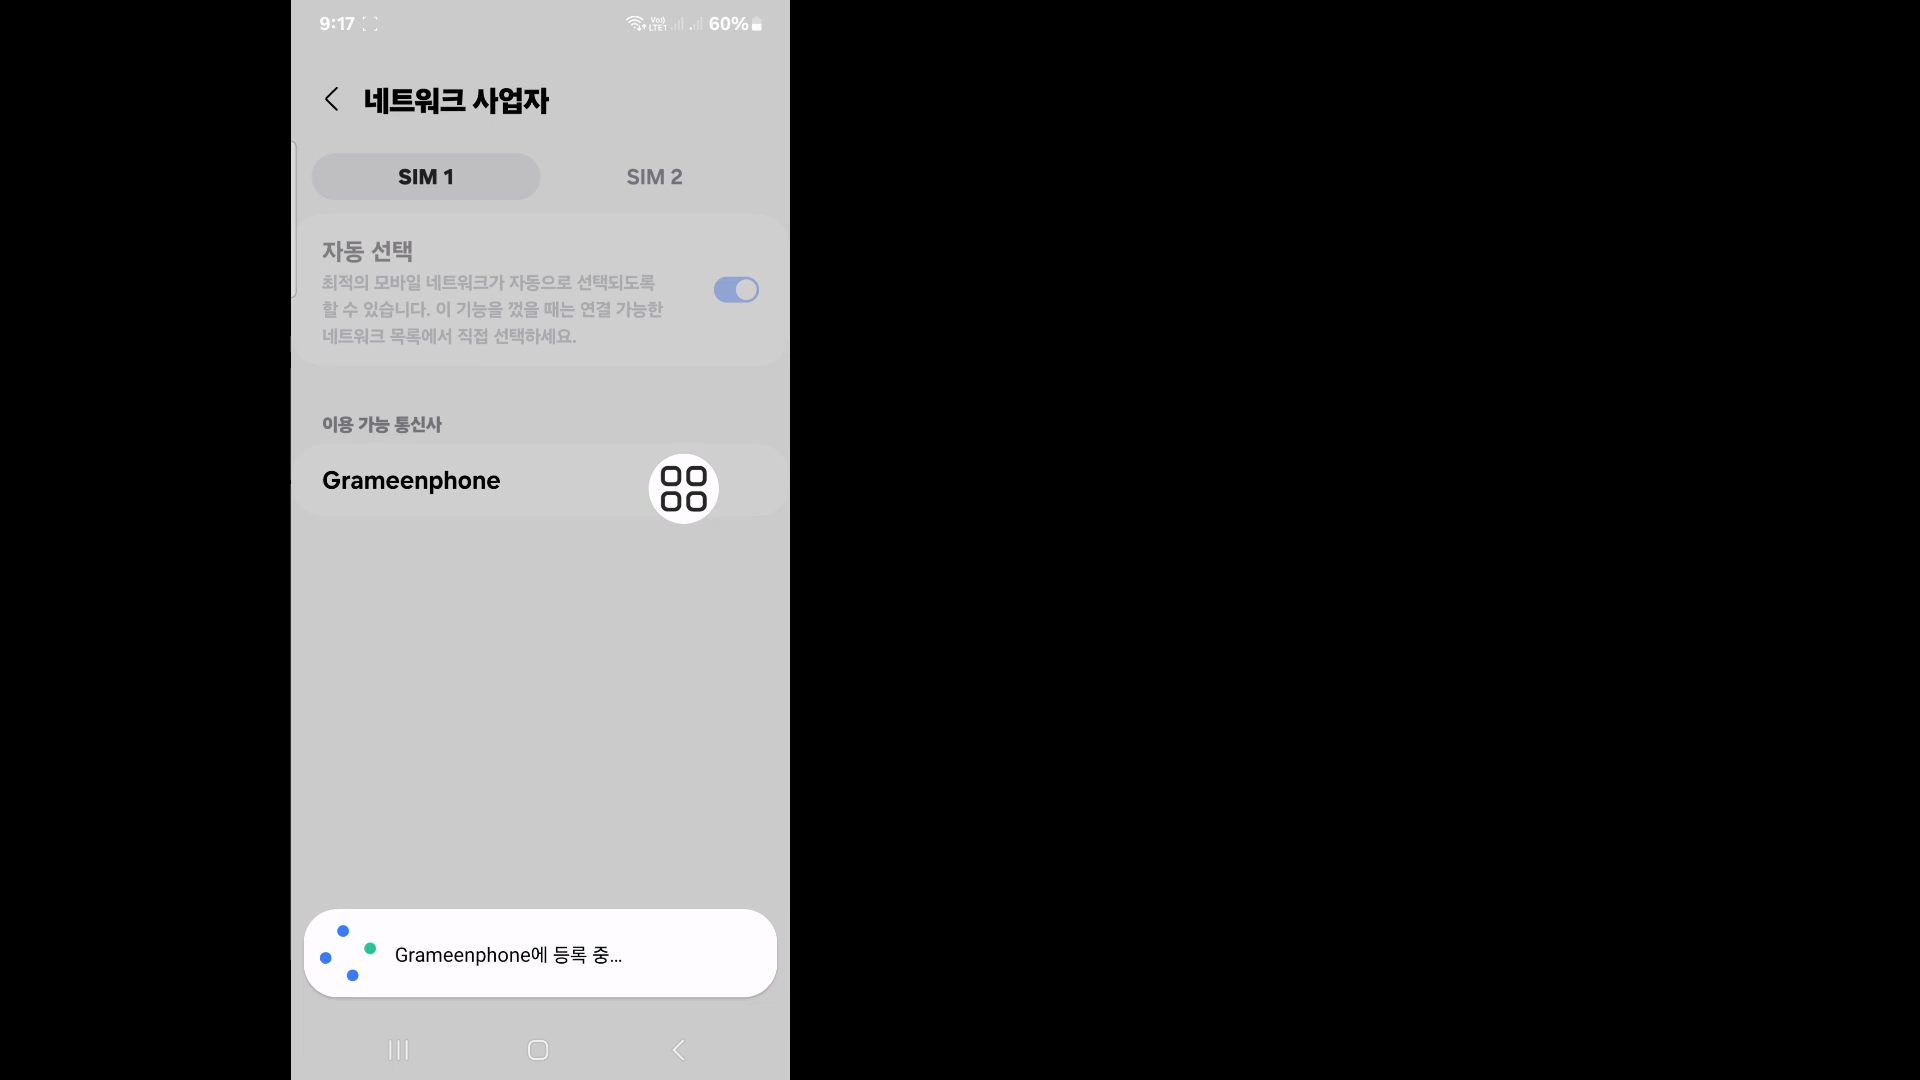 9:17
Vo) LTE1 60%
네트워크 사업자
SIM 1 SIM 2
자동 선택
최적의 모바일 네트워크가 자동으로 선택되도록
할 수 있습니다. 이 기능을 껐을 때는 연결 가능한
네트워크 목록에서 직접 선택하세요.
이용 가능 통신사
Grameenphone
Grameenphone에 등록 중...